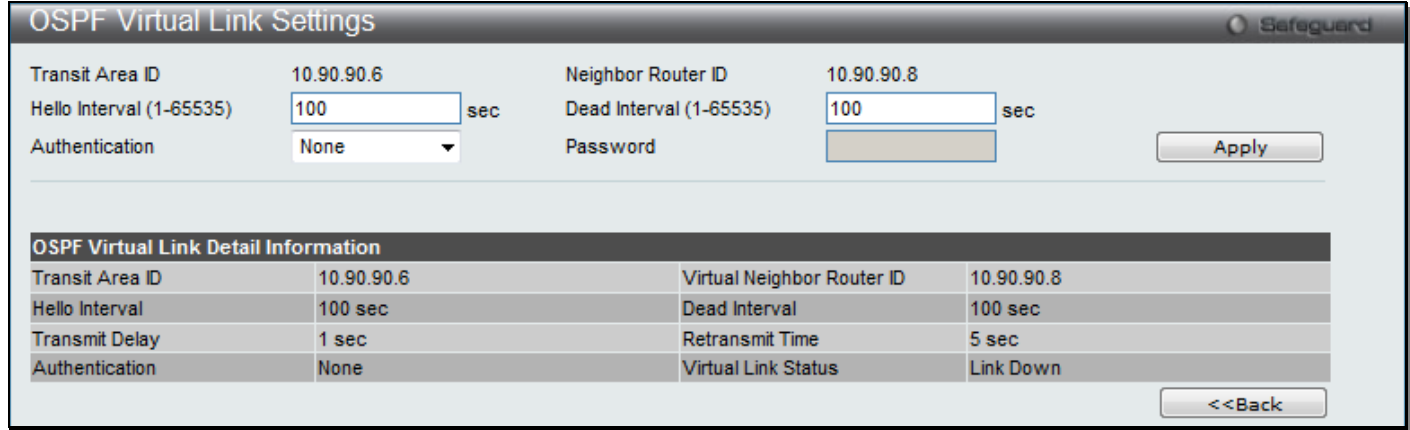 OSPF Virtual Link Settings Safeguard
Transit Area ID 10.90.90.6 Neighbor Router ID 10.90.90.8
Hello Interval (1-65535) 100 sec Dead Interval (1-65535) 100 sec
Authentication None Password Apply
OSPF Virtual Link Detail Information
Transit Area ID 10.90.90.6 Virtual Neighbor Router ID 10.90.90.8
Hello Interval 100 sec Dead Interval 100 sec
Transmit Delay 1 sec Retransmit Time 5 sec
Authentication None Virtual Link Status Link Down
<<Back